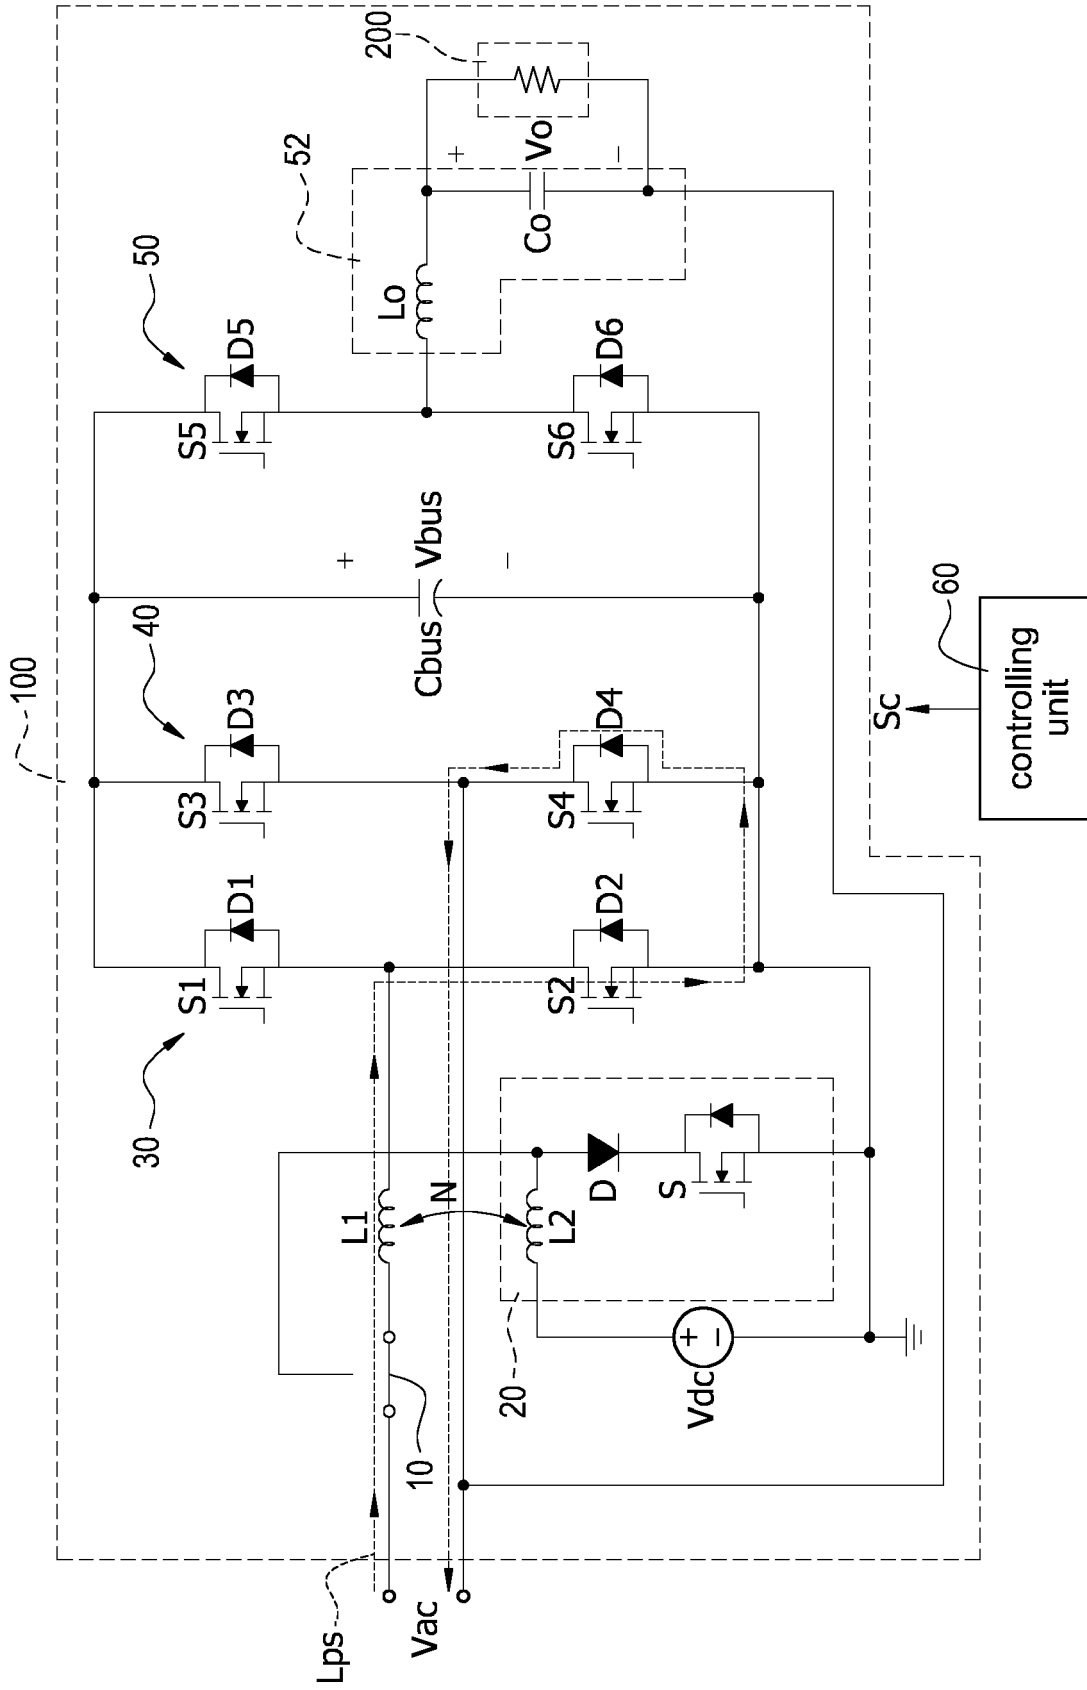 100
30
40
50
52
200
S1
D1
S3
D3
S5
D5
Lps
Vac
10
L1
N
20
L2
D
S
Vdc
S2
D2
S4
D4
+
Cbus
Vbus
−
S6
D6
Lo
Co
+
Vo
−
+
−
Sc
60
controlling
unit